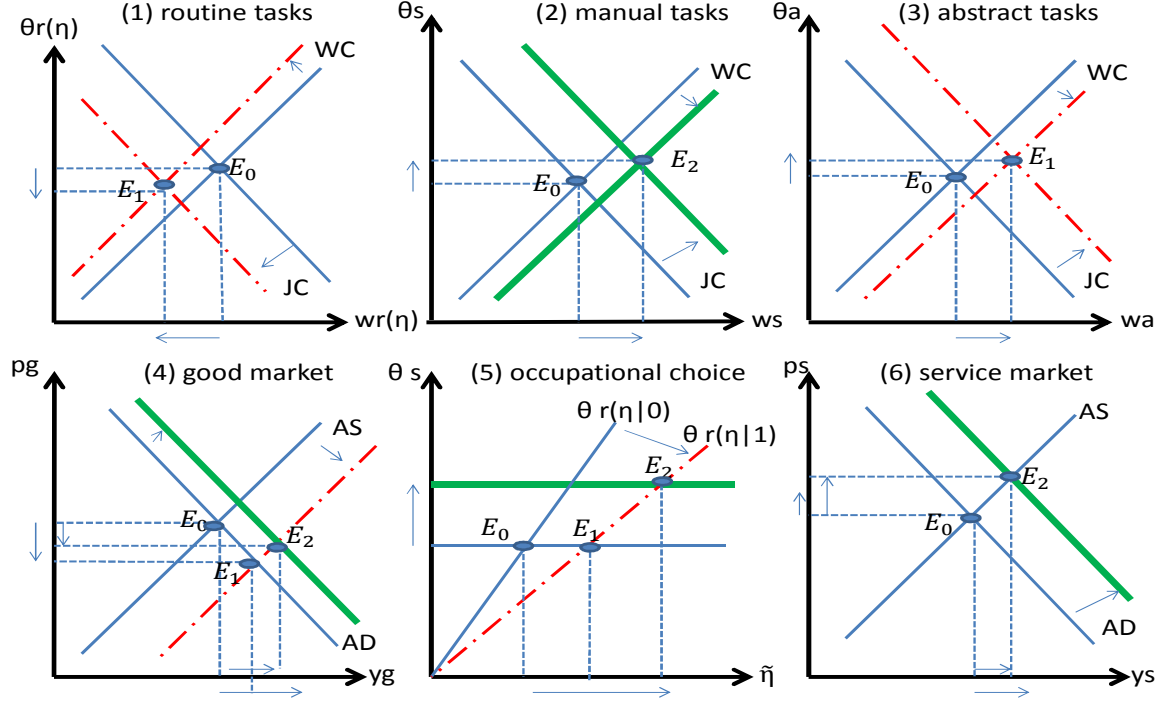 (1) routine tasks
θr(η)
WC
E0
E1
JC
wr(η)
(2) manual tasks
θs
WC
E2
E0
JC
ws
(3) abstract tasks
θa
WC
E1
E0
JC
wa
(4) good market
pg
AS
E0
E2
E1
AD
yg
(5) occupational choice
θ s
θ r(η|0)
θ r(η|1)
E2
E0
E1
η̃
(6) service market
ps
AS
E2
E0
AD
ys